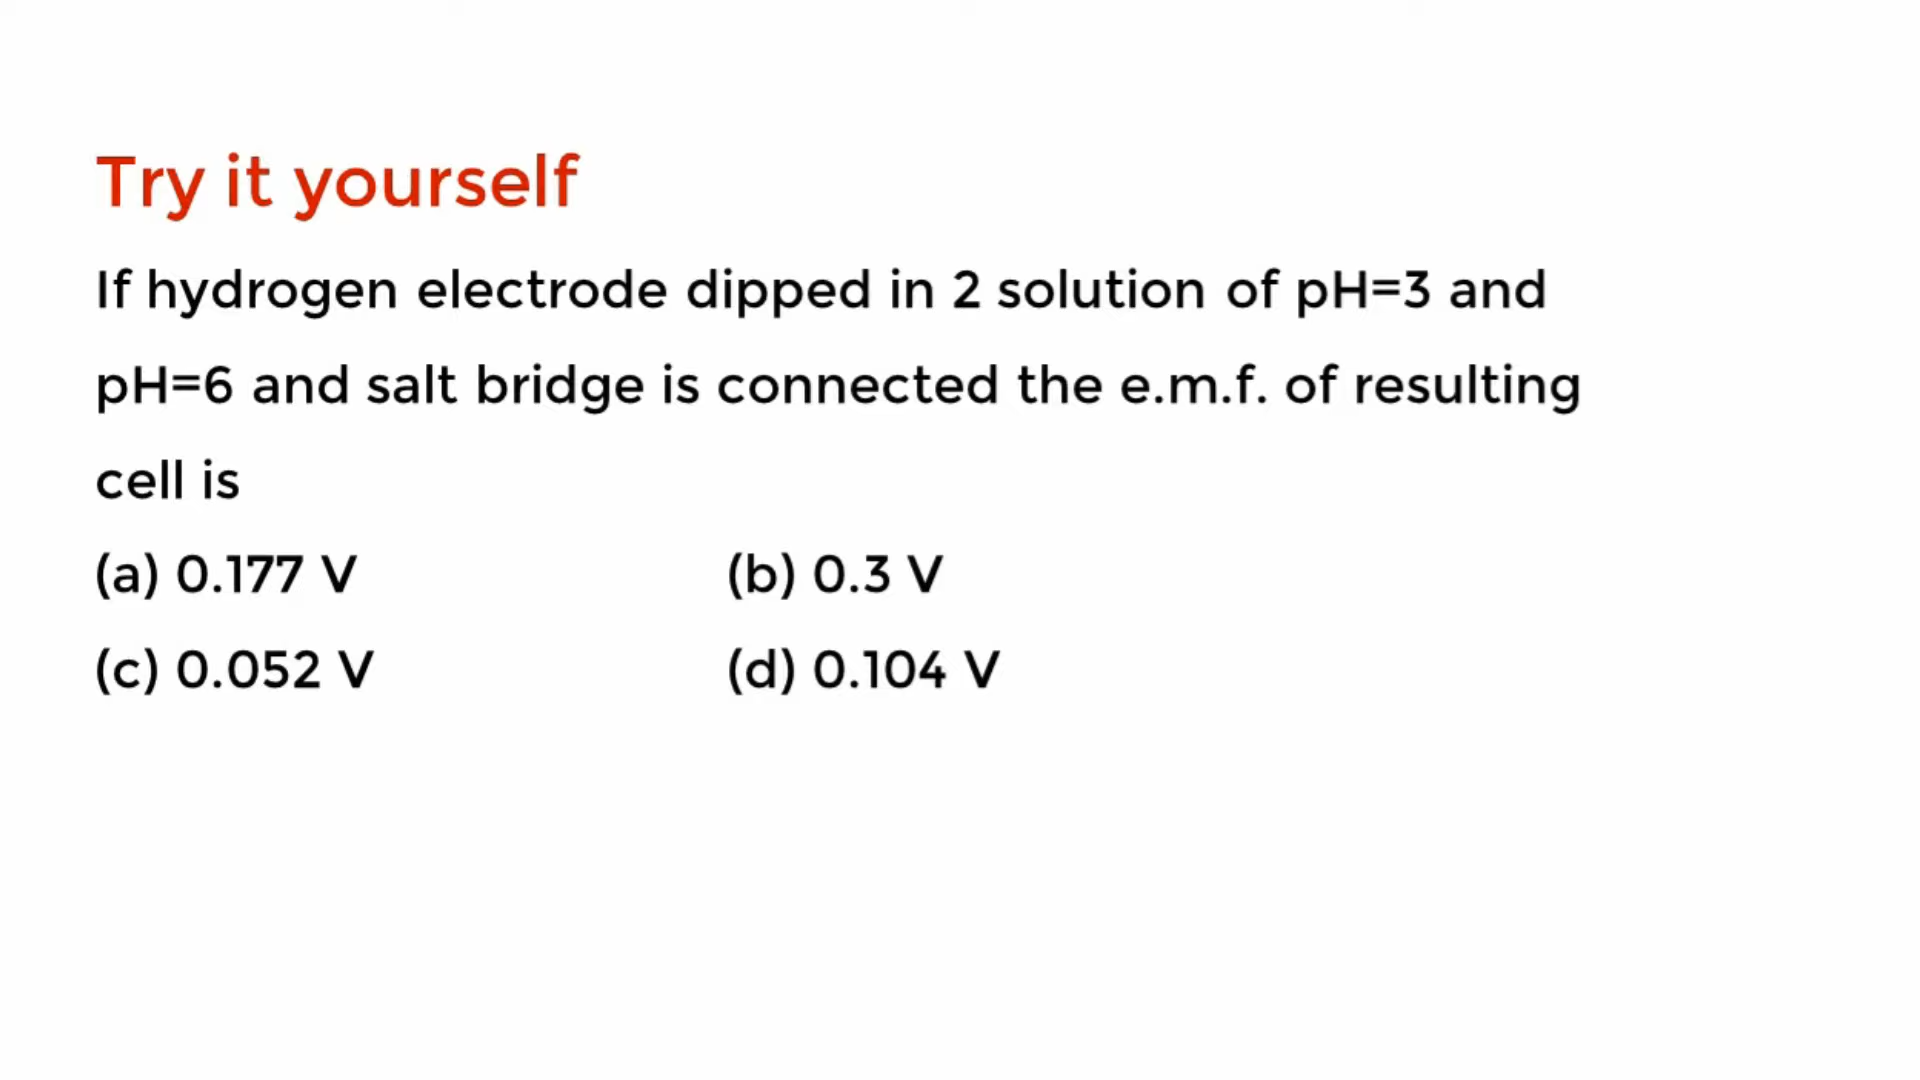 Try it yourself
If hydrogen electrode dipped in 2 solution of pH=3 and
pH=6 and salt bridge is connected the e.m.f. of resulting
cell is
(a) 0.177 V (b) 0.3 V
(c) 0.052 V (d) 0.104 V